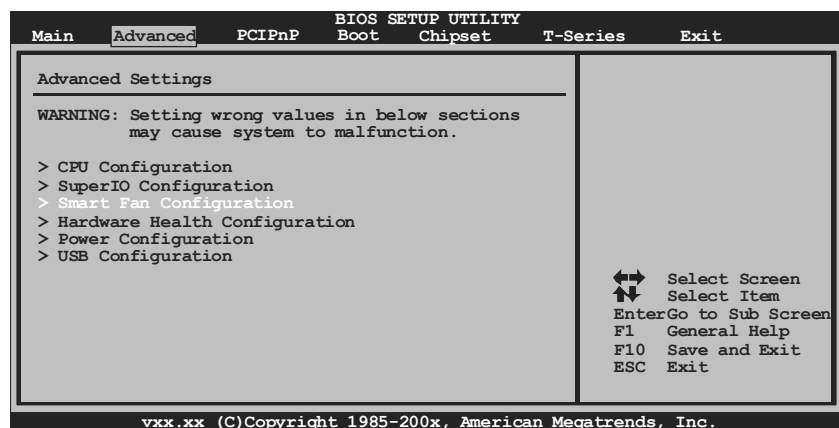 BIOS SETUP UTILITY
Main Advanced PCIPnP Boot Chipset T-Series Exit
Advanced Settings
WARNING: Setting wrong values in below sections
may cause system to malfunction.
> CPU Configuration
> SuperIO Configuration
> Smart Fan Configuration
> Hardware Health Configuration
> Power Configuration
> USB Configuration
Select Screen
Select Item
EnterGo to Sub Screen
F1 General Help
F10 Save and Exit
ESC Exit
vxx.xx (C)Copyright 1985-200x, American Megatrends, Inc.